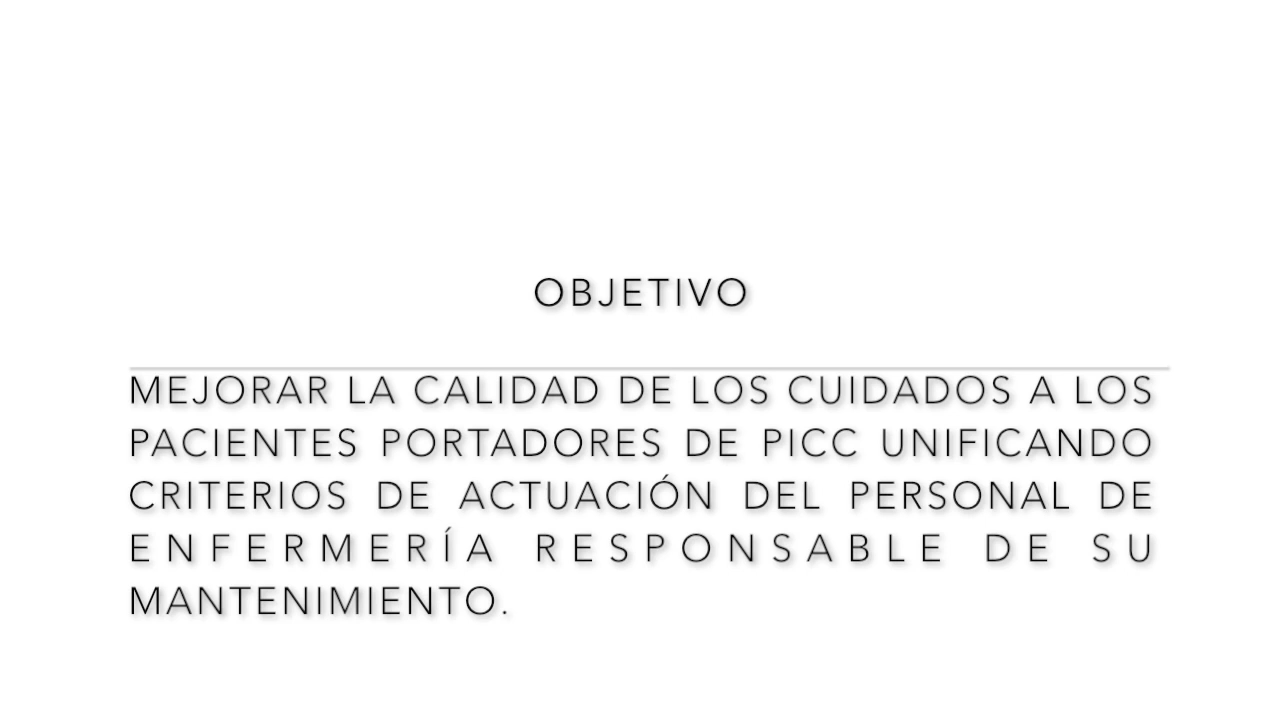 OBJETIVO
MEJORAR LA CALIDAD DE LOS CUIDADOS A LOS
PACIENTES PORTADORES DE PICC UNIFICANDO
CRITERIOS DE ACTUACIÓN DEL PERSONAL DE
ENFERMERÍA RESPONSABLE DE SU
MANTENIMIENTO.